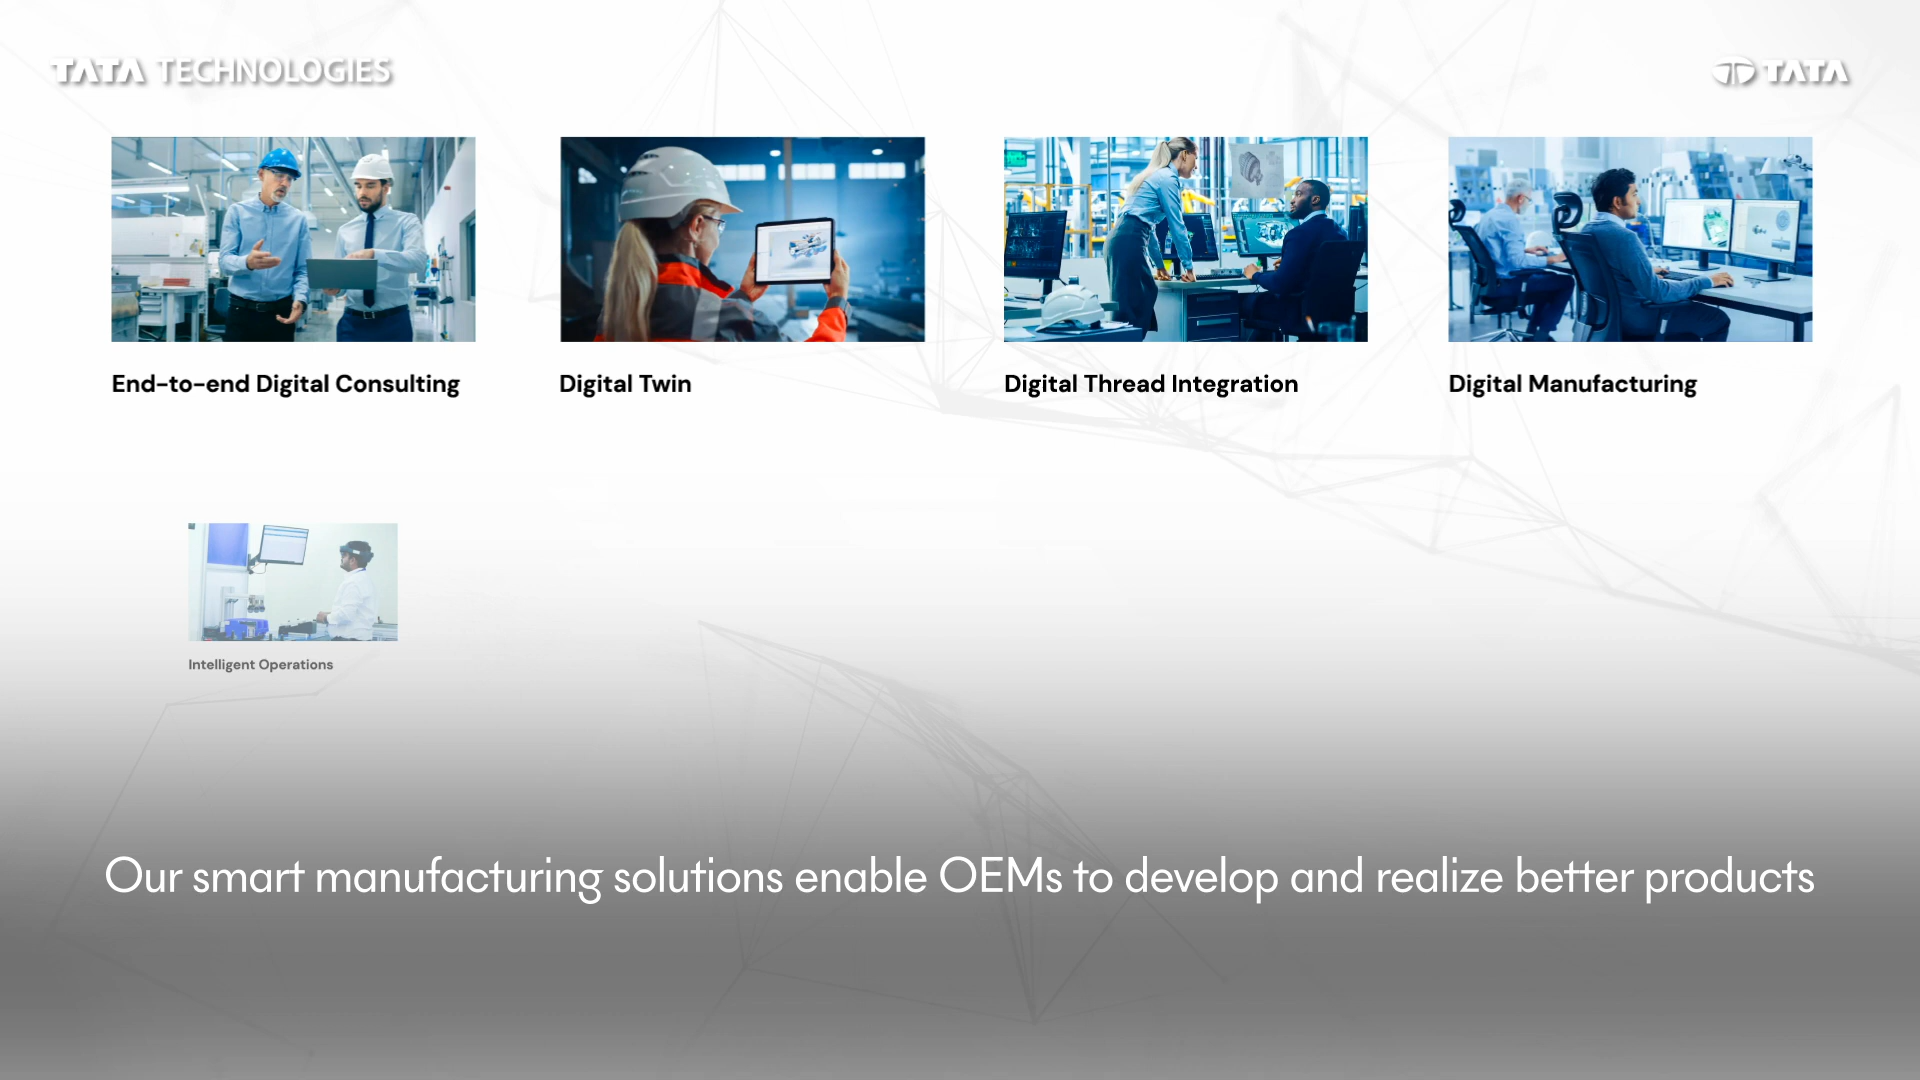 TATA TECHNOLOGIES
TATA
End-to-end Digital Consulting
Digital Twin
Digital Thread Integration
Digital Manufacturing
Intelligent Operations
Our smart manufacturing solutions enable OEMs to develop and realize better products